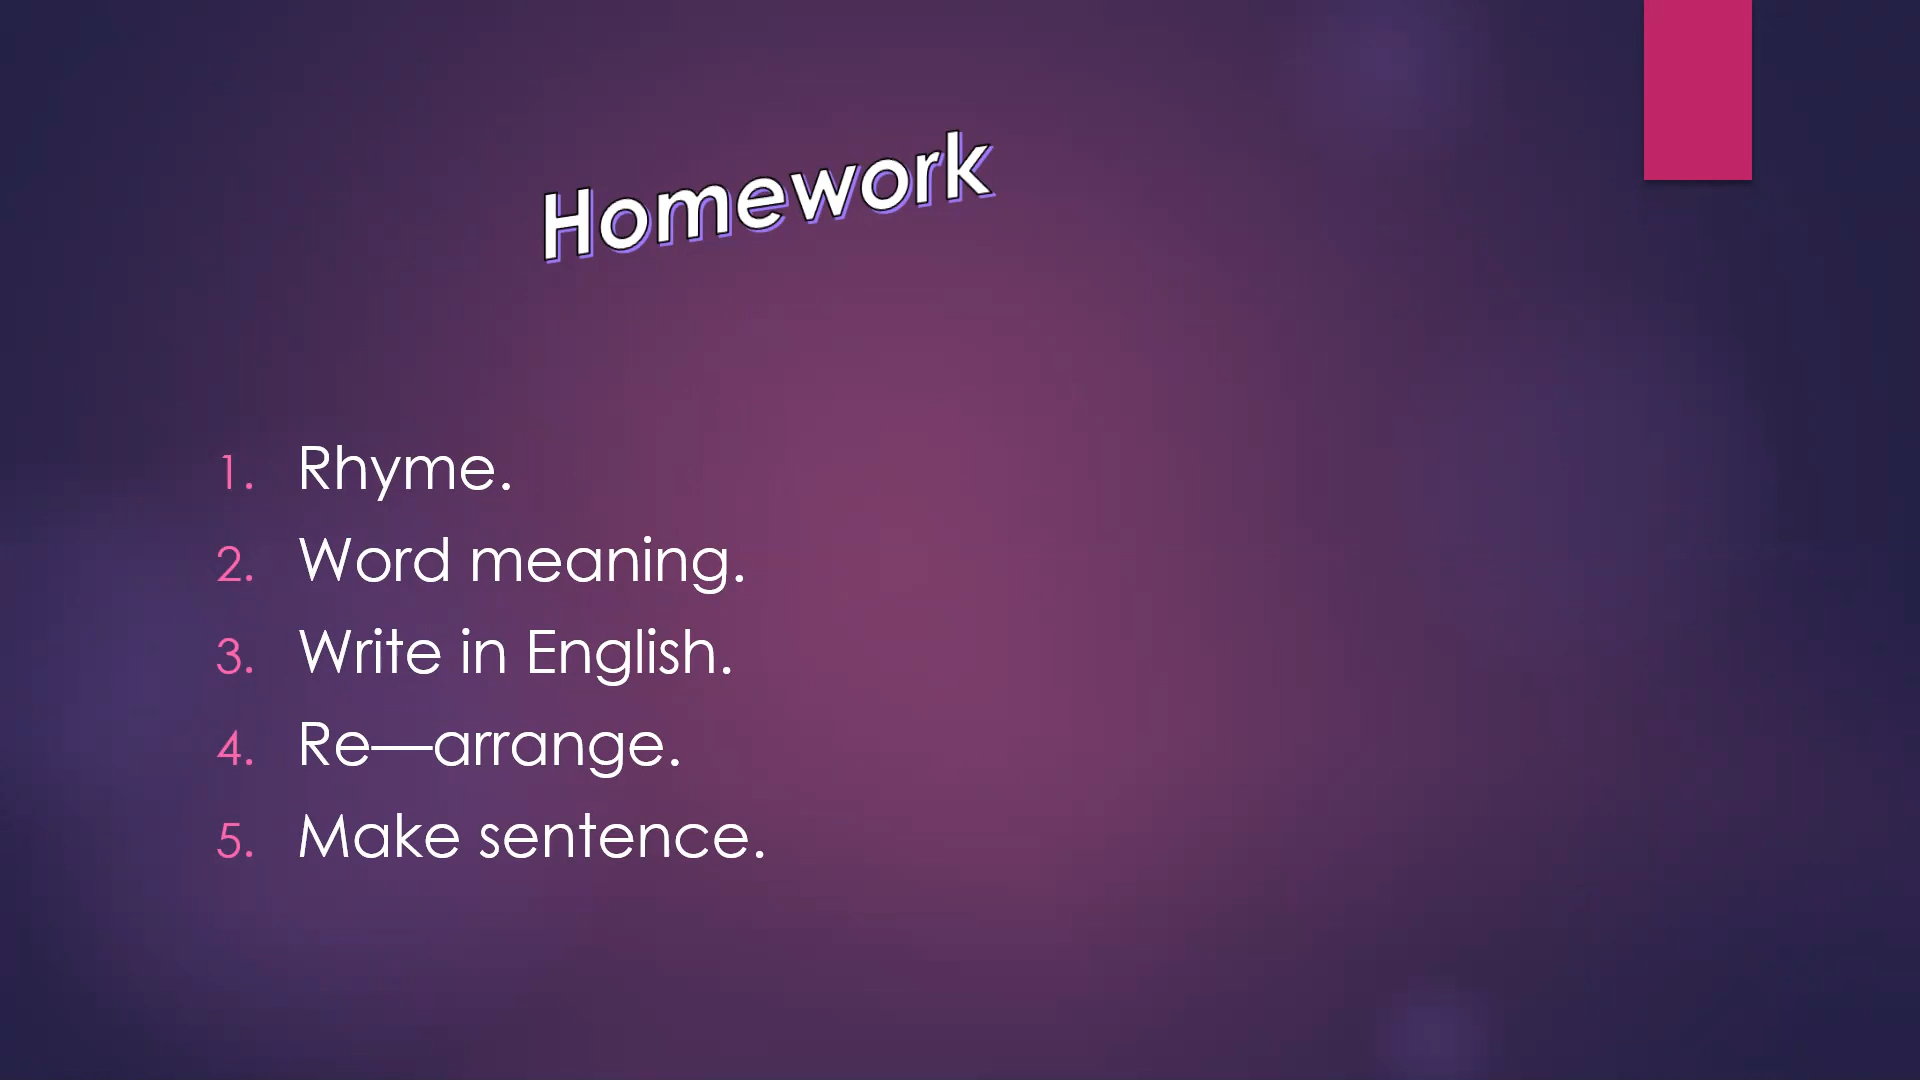 Homework
1. Rhyme.
2. Word meaning.
3. Write in English.
4. Re—arrange.
5. Make sentence.